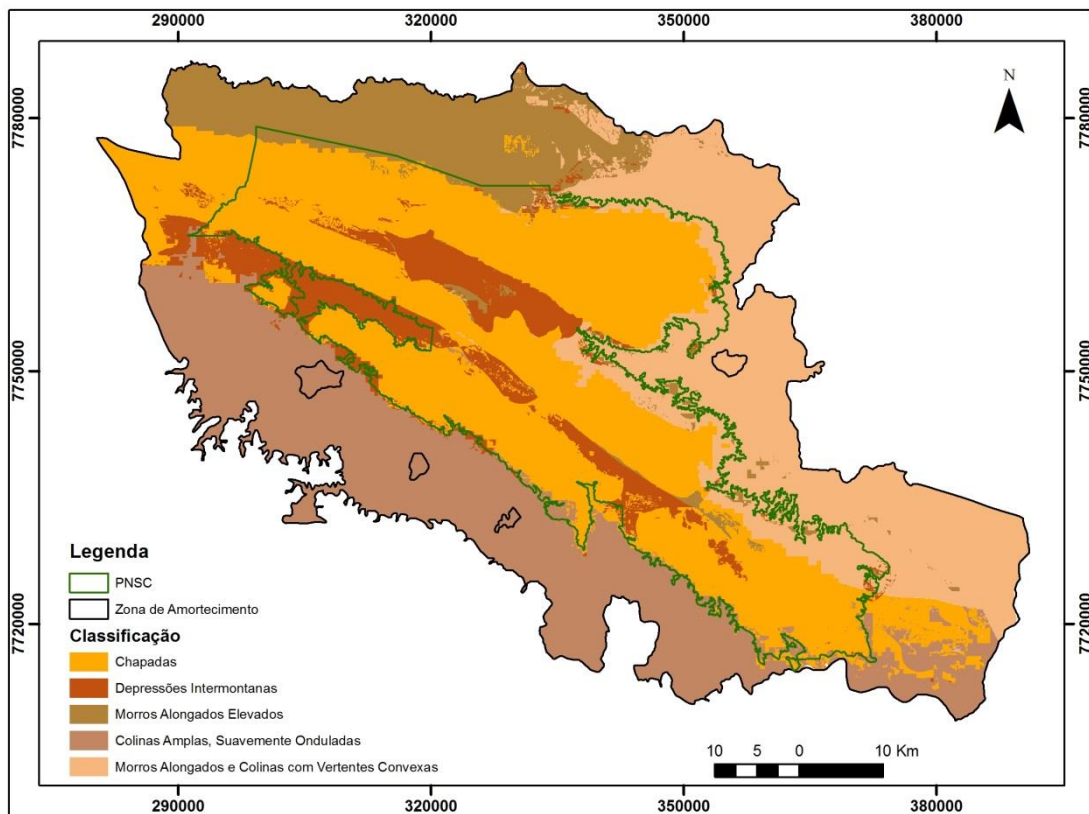 290000 320000 350000 380000
7780000 7780000
N
7750000 7750000
Legenda
PNSC
Zona de Amortecimento
Classificação
7720000 7720000
Chapadas
Depressões Intermontanas
Morros Alongados Elevados
Colinas Amplas, Suavemente Onduladas
Morros Alongados e Colinas com Vertentes Convexas
10 5 0 10 Km
290000 320000 350000 380000